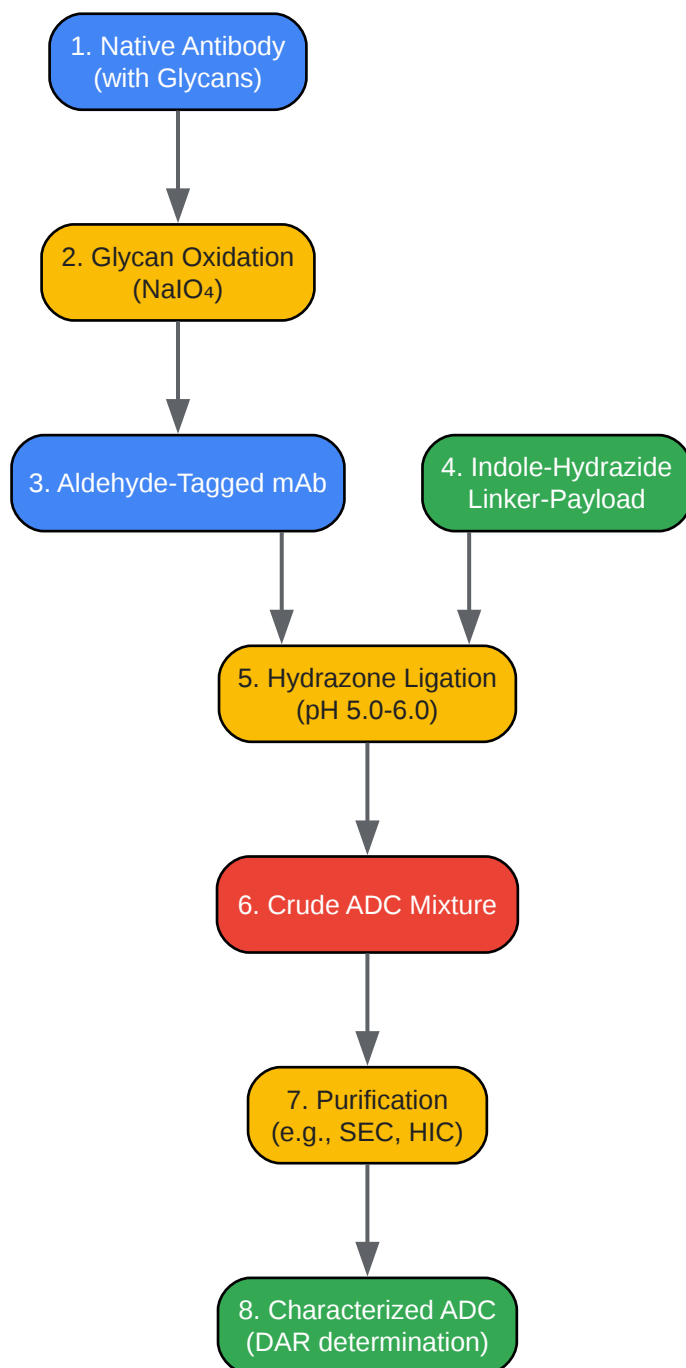 1. Native Antibody
(with Glycans)
2. Glycan Oxidation
(NaIO₄)
3. Aldehyde-Tagged mAb
4. Indole-Hydrazide
Linker-Payload
5. Hydrazone Ligation
(pH 5.0-6.0)
6. Crude ADC Mixture
7. Purification
(e.g., SEC, HIC)
8. Characterized ADC
(DAR determination)